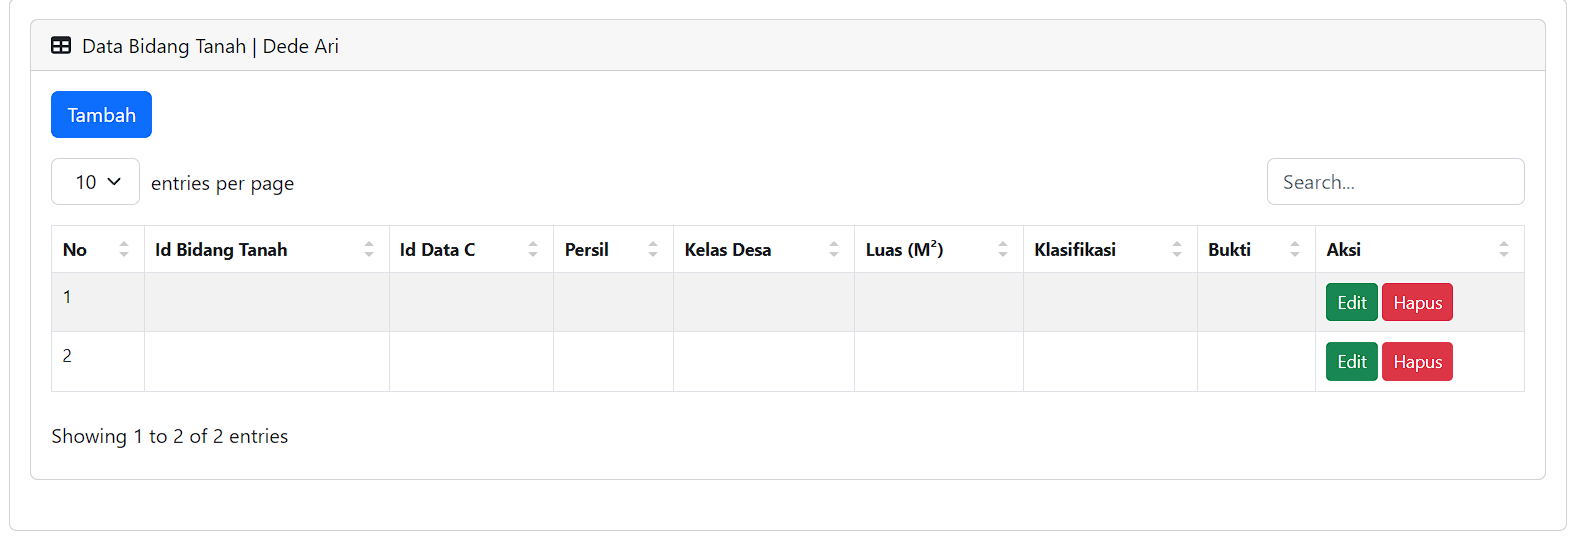 Data Bidang Tanah | Dede Ari
Tambah
10 entries per page
Search...
No Id Bidang Tanah Id Data C Persil Kelas Desa Luas (M²) Klasifikasi Bukti Aksi
1 Edit Hapus
2 Edit Hapus
Showing 1 to 2 of 2 entries